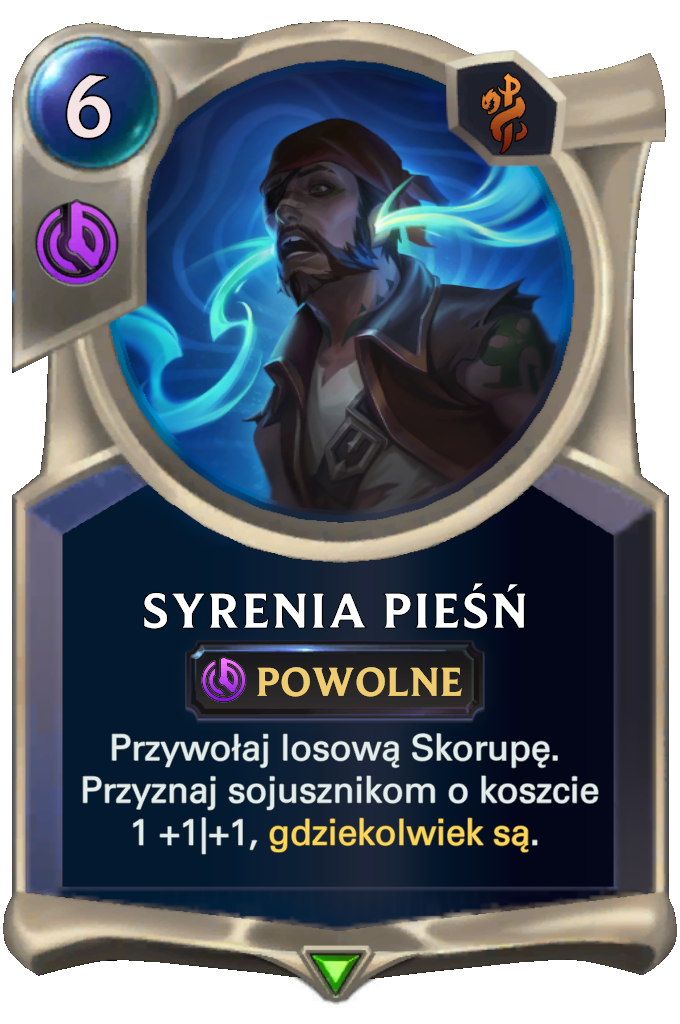 6
SYRENIA PIEŚŃ
POWOLNE
Przywołaj losową Skorupę.
Przyznaj sojusznikom o koszcie
1 +1|+1, gdziekolwiek są.